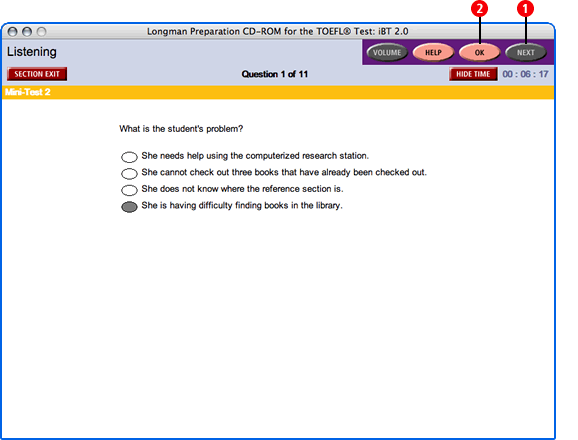 2 1
Longman Preparation CD-ROM for the TOEFL® Test: iBT 2.0
Listening VOLUME HELP OK NEXT
SECTION EXIT Question 1 of 11 HIDE TIME 00 : 06 : 17
Mini-Test 2
What is the student's problem?
She needs help using the computerized research station.
She cannot check out three books that have already been checked out.
She does not know where the reference section is.
She is having difficulty finding books in the library.